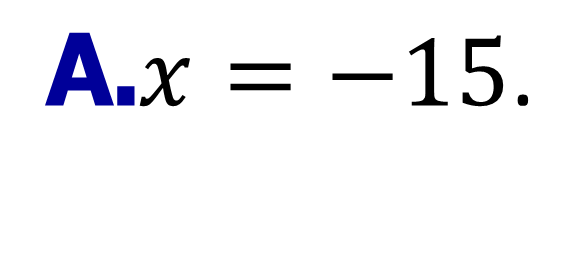 A. x = −15.